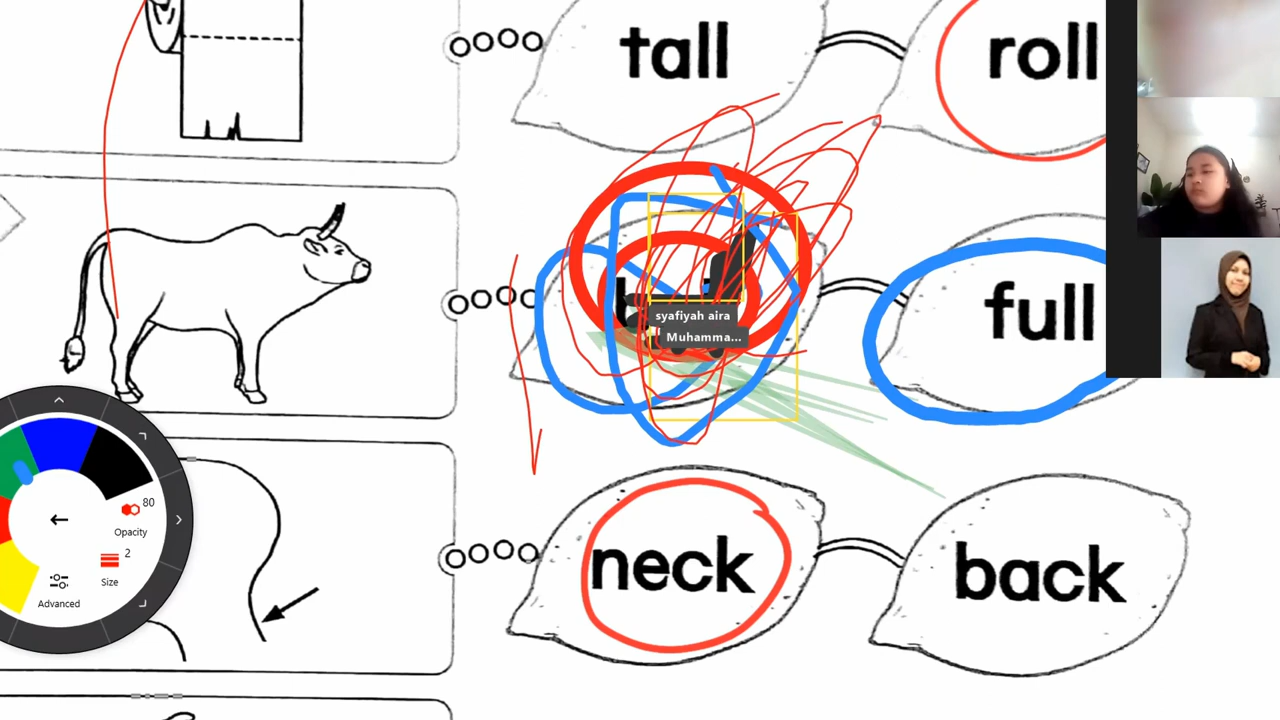 tall
roll
syafiyah aira
Muhamma...
full
80
Opacity
2
Size
Advanced
neck
back